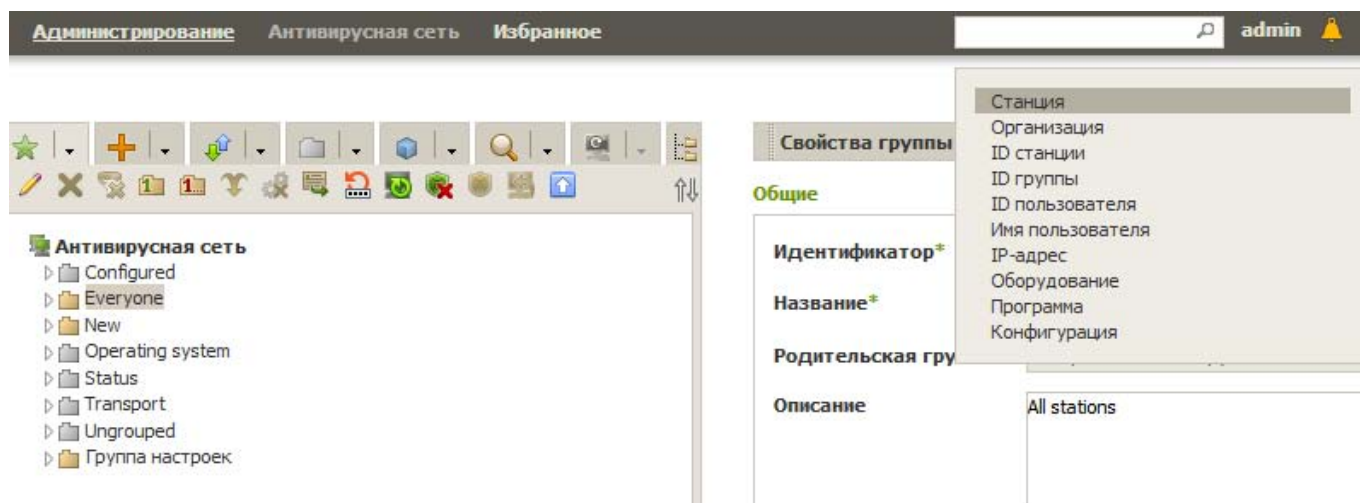 Администрирование Антивирусная сеть Избранное admin
Станция
Организация
ID станции
ID группы
ID пользователя
Имя пользователя
IP-адрес
Оборудование
Программа
Конфигурация
Антивирусная сеть
Configured
Everyone
New
Operating system
Status
Transport
Ungrouped
Группа настроек
Свойства группы
Общие
Идентификатор*
Название*
Родительская гру
Описание All stations